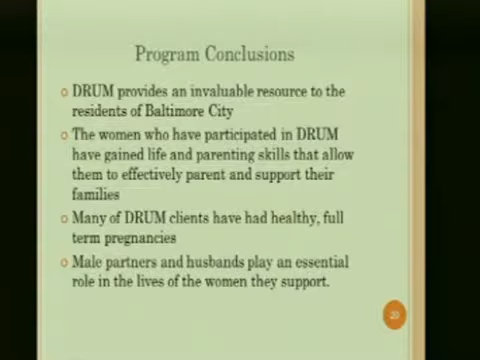 Program Conclusions
DRUM provides an invaluable resource to the
residents of Baltimore City
The women who have participated in DRUM
have gained life and parenting skills that allow
them to effectively parent and support their
families
Many of DRUM clients have had healthy, full
term pregnancies
Male partners and husbands play an essential
role in the lives of the women they support.
20